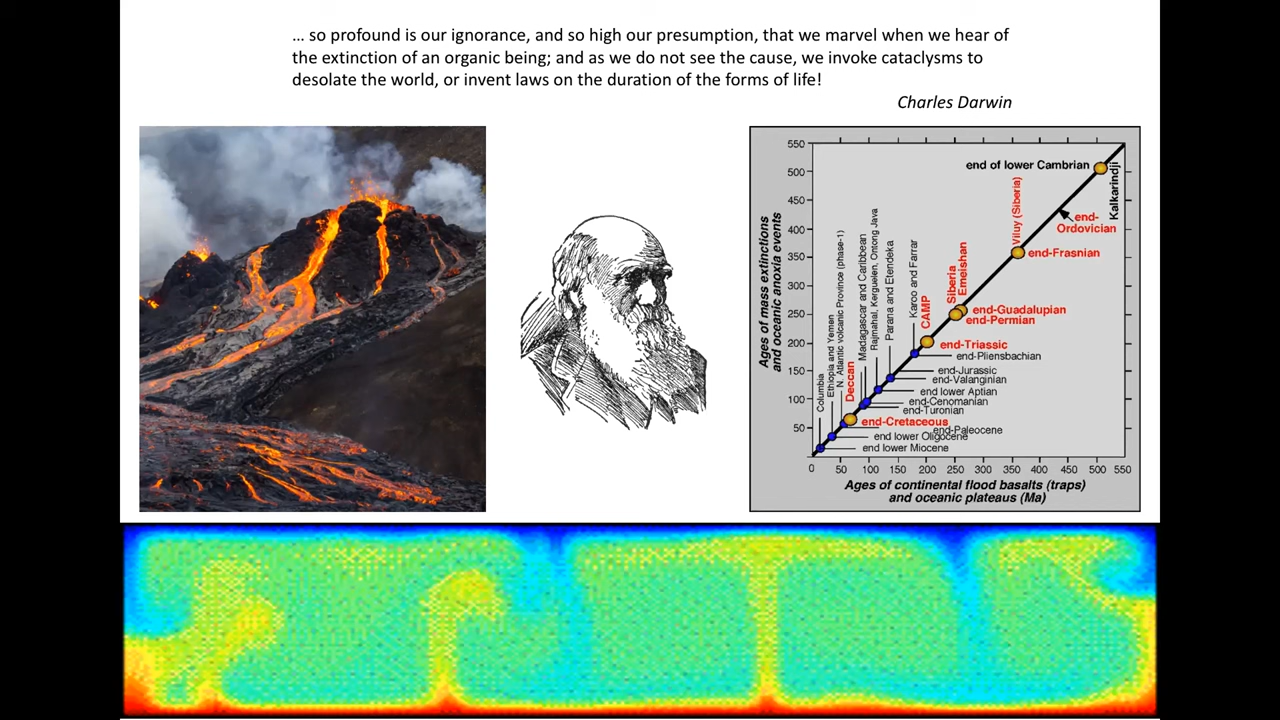 ... so profound is our ignorance, and so high our presumption, that we marvel when we hear of
the extinction of an organic being; and as we do not see the cause, we invoke cataclysms to
desolate the world, or invent laws on the duration of the forms of life!
Charles Darwin
Ages of mass extinctions
and oceanic anoxia events
550
500
450
400
350
300
250
200
150
100
50
end of lower Cambrian
Kalkarindji
end-
Ordovician
Viluy (Siberia)
end-Frasnian
Siberia
Emeishan
end-Guadalupian
end-Permian
CAMP
end-Triassic
Karoo and Farrar
end-Pliensbachian
Parana and Etendeka
end-Jurassic
end-Valanginian
Rajmahal, Kerguelen, Ontong Java
end lower Aptian
Madagascar and Caribbean
end-Cenomanian
end-Turonian
Deccan
end-Cretaceous
N. Atlantic volcanic Province (phase-1)
end-Paleocene
Ethiopia and Yemen
end lower Oligocene
Columbia
end lower Miocene
0 50 100 150 200 250 300 350 400 450 500 550
Ages of continental flood basalts (traps)
and oceanic plateaus (Ma)